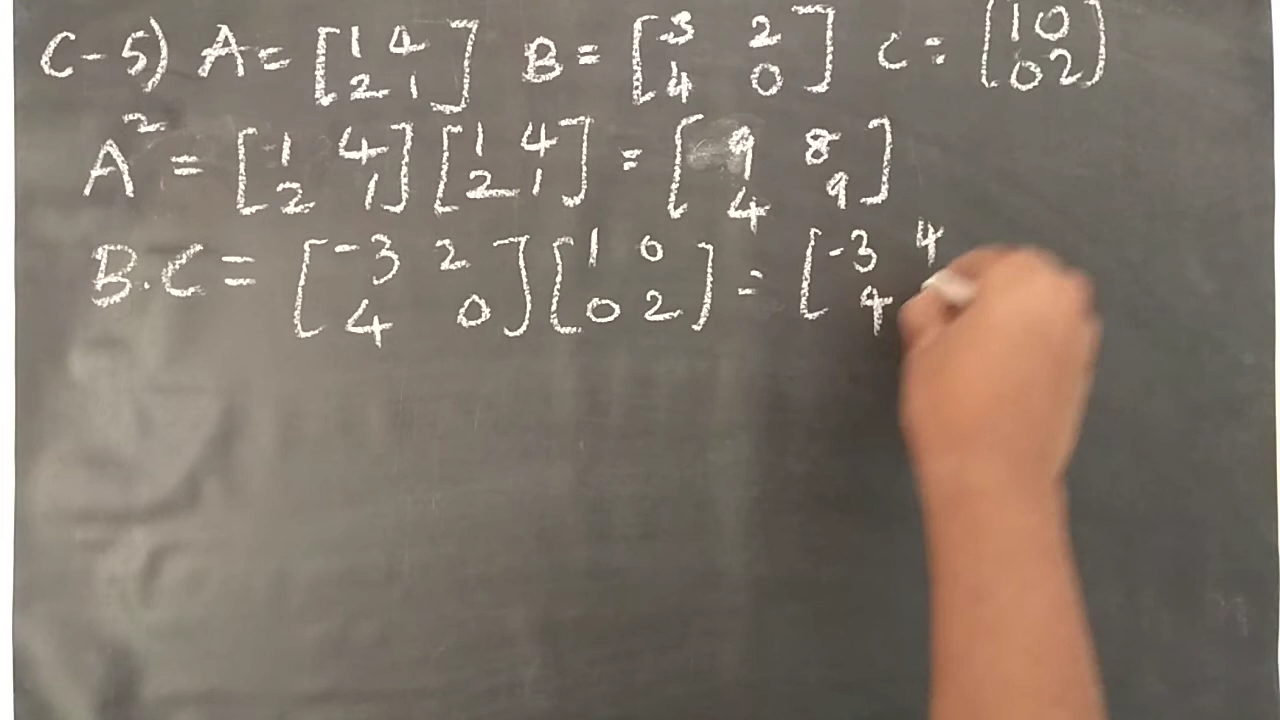 C-5) A = [1 4 2 1] B = [-3 2 4 0] C = [1 0 0 2]
A² = [1 4 2 1] [1 4 2 1] = [9 8 4 9]
B.C = [-3 2 4 0] [1 0 0 2] = [-3 4 4